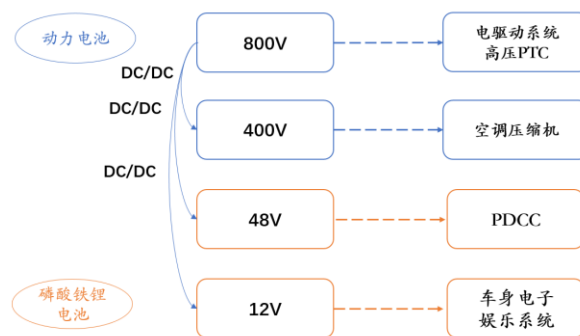 动力电池
800V
电驱动系统
高压PTC
DC/DC
DC/DC
400V
空调压缩机
DC/DC
48V
PDCC
磷酸铁锂
电池
12V
车身电子
娱乐系统